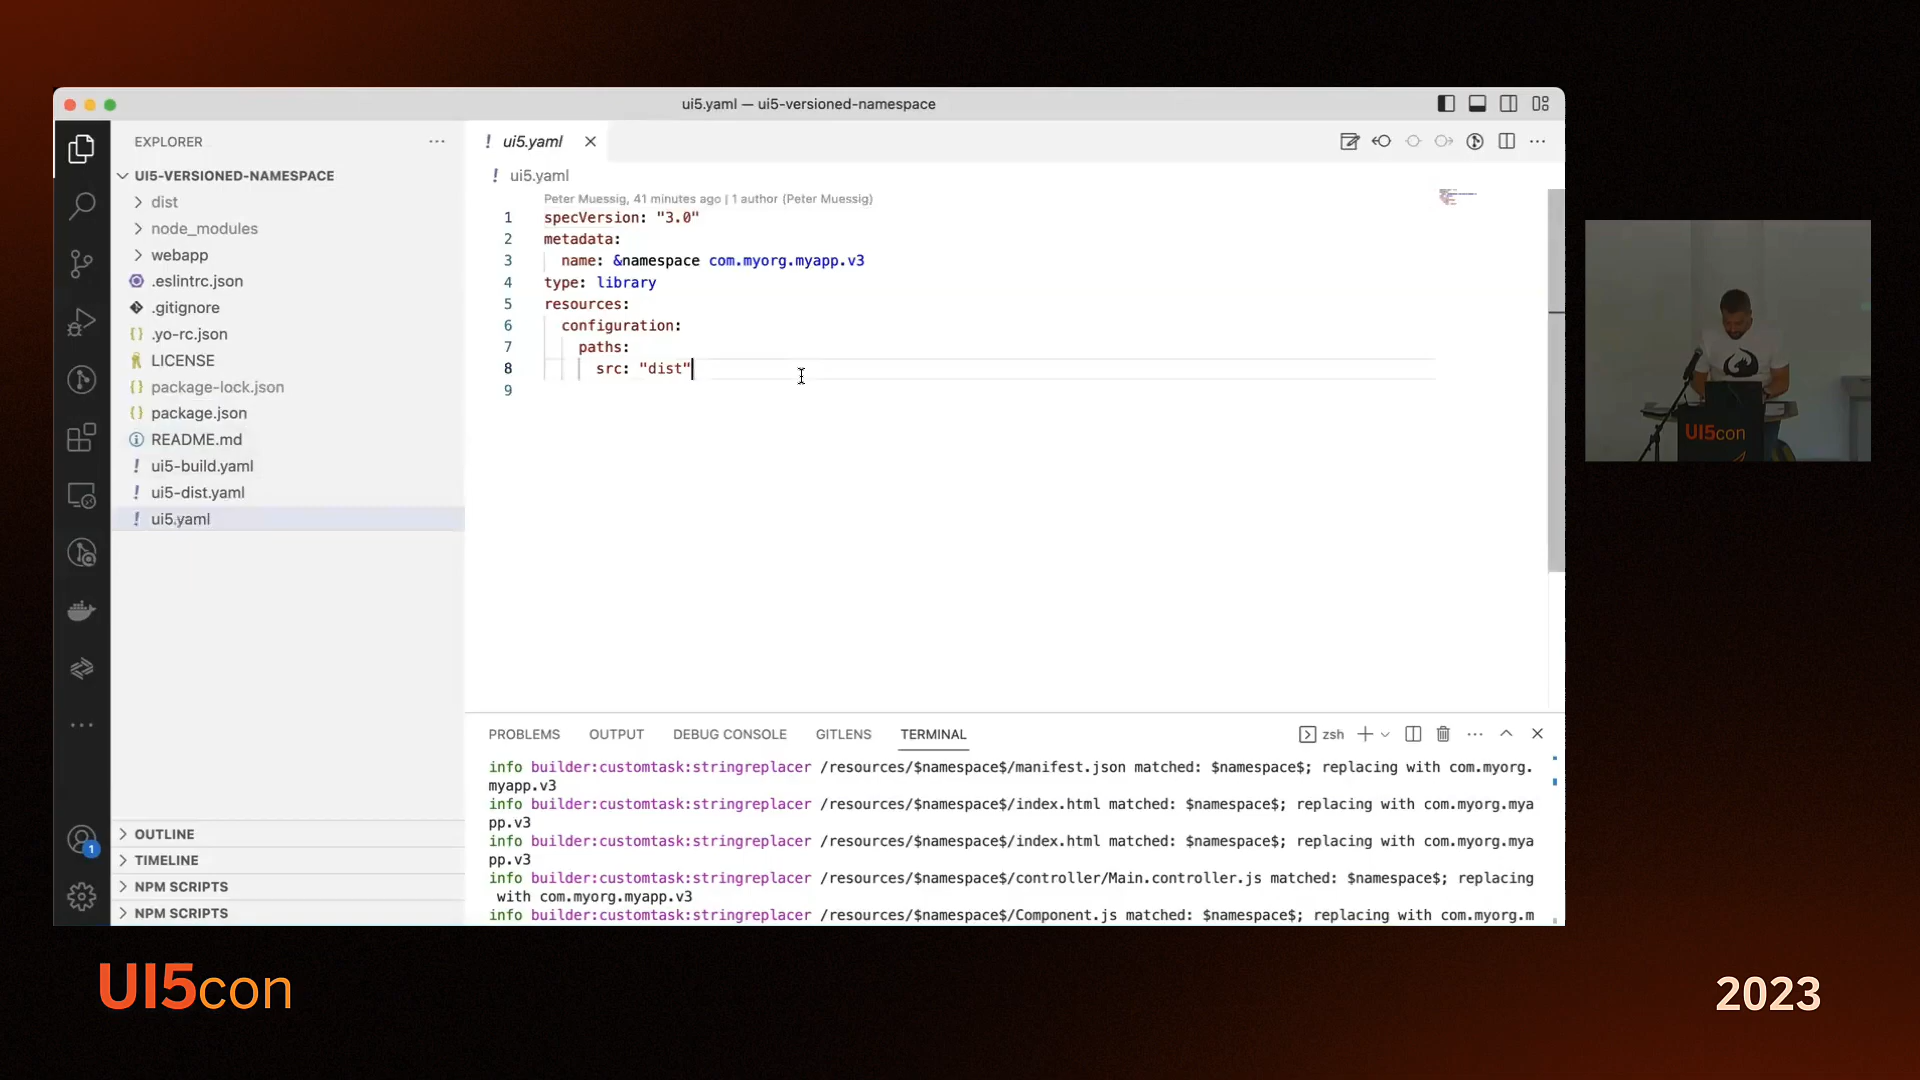 ui5.yaml — ui5-versioned-namespace
EXPLORER
UI5-VERSIONED-NAMESPACE
dist
node_modules
webapp
.eslintrc.json
.gitignore
.yo-rc.json
LICENSE
package-lock.json
package.json
README.md
ui5-build.yaml
ui5-dist.yaml
ui5.yaml
OUTLINE
TIMELINE
NPM SCRIPTS
NPM SCRIPTS
1
! ui5.yaml
! ui5.yaml
Peter Muessig, 41 minutes ago | 1 author (Peter Muessig)
1 specVersion: "3.0"
2 metadata:
3 name: &namespace com.myorg.myapp.v3
4 type: library
5 resources:
6 configuration:
7 paths:
8 src: "dist"
9
PROBLEMS OUTPUT DEBUG CONSOLE GITLENS TERMINAL zsh
info builder:customtask:stringreplacer /resources/$namespace$/manifest.json matched: $namespace$; replacing with com.myorg.
myapp.v3
info builder:customtask:stringreplacer /resources/$namespace$/index.html matched: $namespace$; replacing with com.myorg.mya
pp.v3
info builder:customtask:stringreplacer /resources/$namespace$/index.html matched: $namespace$; replacing with com.myorg.mya
pp.v3
info builder:customtask:stringreplacer /resources/$namespace$/controller/Main.controller.js matched: $namespace$; replacing
with com.myorg.myapp.v3
info builder:customtask:stringreplacer /resources/$namespace$/Component.js matched: $namespace$; replacing with com.myorg.m
UI5con
UI5con
2023